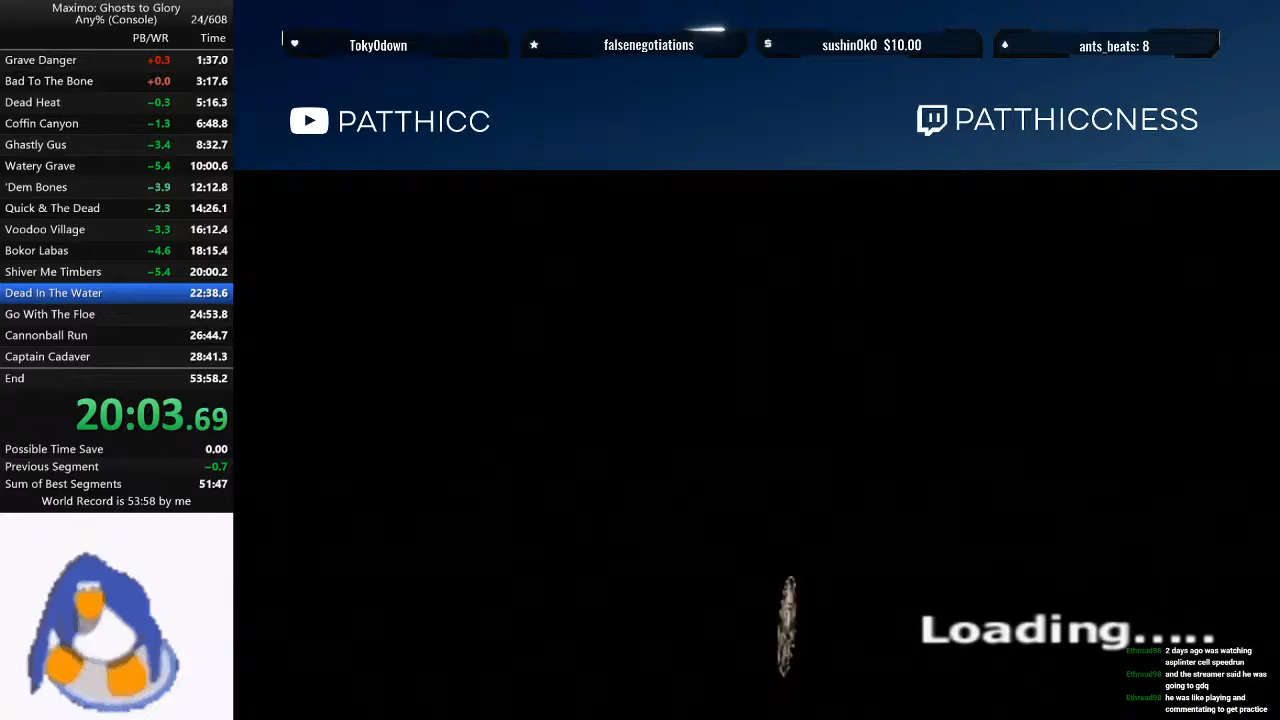 Maximo: Ghosts to Glory
Any% (Console) 24/608
PB/WR Time
Grave Danger +0.3 1:37.0
Bad To The Bone +0.0 3:17.6
Dead Heat −0.3 5:16.3
Coffin Canyon −1.3 6:48.8
Ghastly Gus −3.4 8:32.7
Watery Grave −5.4 10:00.6
'Dem Bones −3.9 12:12.8
Quick & The Dead −2.3 14:26.1
Voodoo Village −3.3 16:12.4
Bokor Labas −4.6 18:15.4
Shiver Me Timbers −5.4 20:00.2
Dead In The Water 22:38.6
Go With The Floe 24:53.8
Cannonball Run 26:44.7
Captain Cadaver 28:41.3
End 53:58.2
20:03.69
Possible Time Save 0.00
Previous Segment −0.7
Sum of Best Segments 51:47
World Record is 53:58 by me
Toky0down falsenegotiations sushin0k0 $10.00 ants_beats: 8
PATTHICC PATTHICCNESS
Loading.....
Ethraud98 2 days ago was watching
asplinter cell speedrun
Ethraud98 and the streamer said he was
going to gdq
Ethraud98 he was like playing and
commentating to get practice